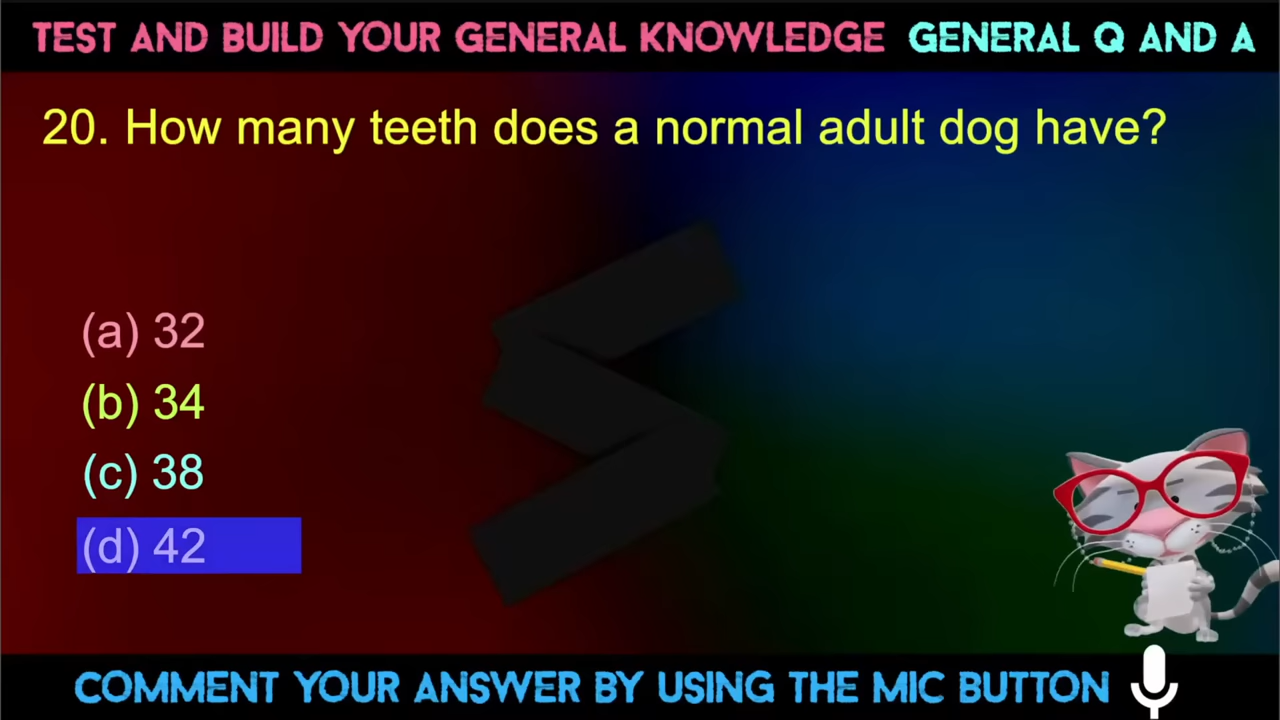 TEST AND BUILD YOUR GENERAL KNOWLEDGE GENERAL Q AND A
20. How many teeth does a normal adult dog have?
(a) 32
(b) 34
(c) 38
(d) 42
COMMENT YOUR ANSWER BY USING THE MIC BUTTON